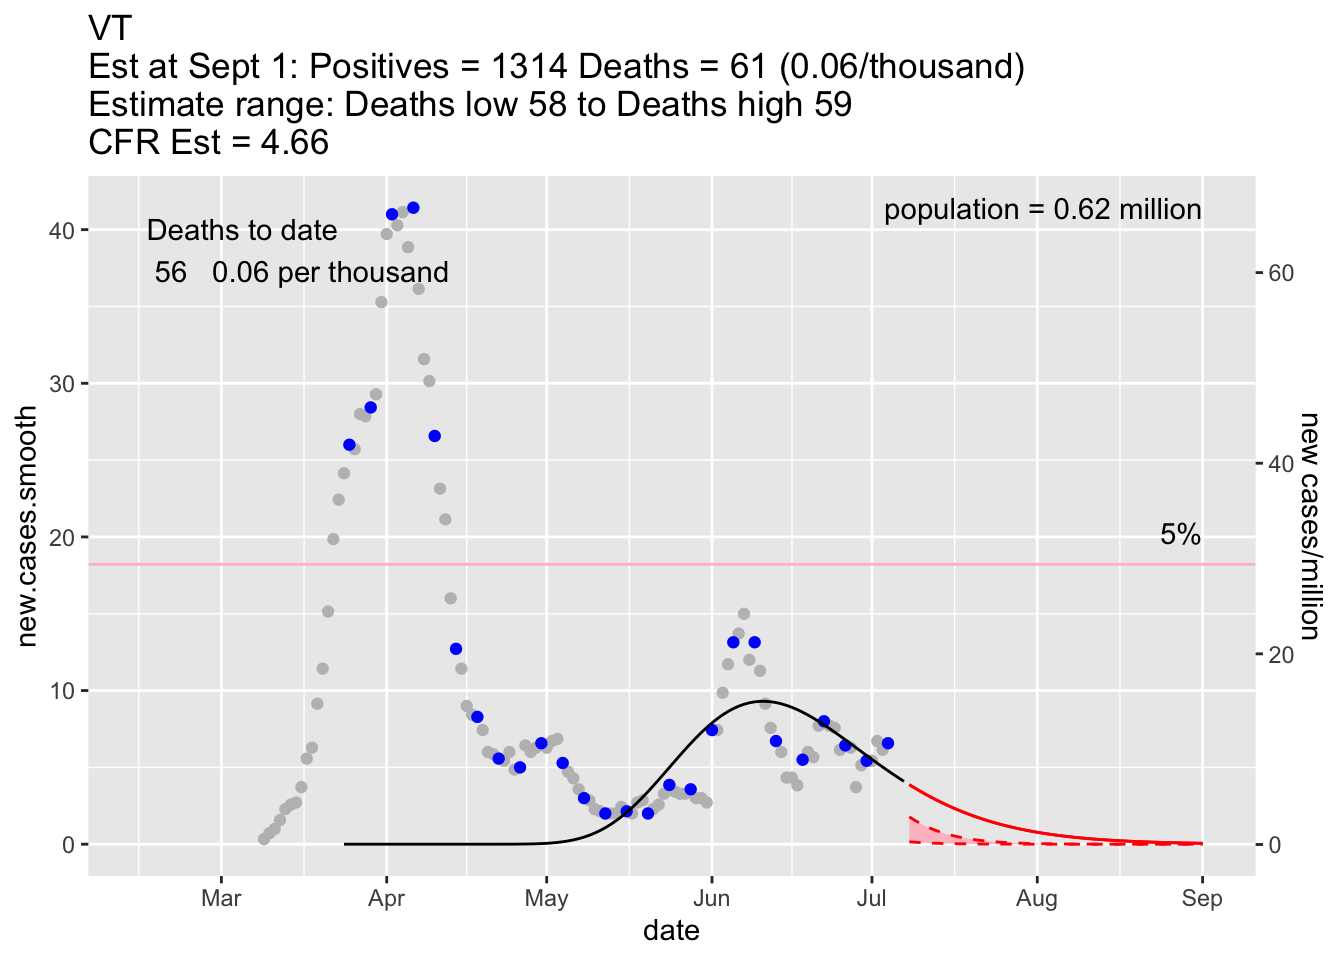 VT
Est at Sept 1: Positives = 1314 Deaths = 61 (0.06/thousand)
Estimate range: Deaths low 58 to Deaths high 59
CFR Est = 4.66
Deaths to date
56 0.06 per thousand
population = 0.62 million
5%
40
30
20
10
0
new.cases.smooth
60
40
20
0
new cases/million
Mar Apr May Jun Jul Aug Sep
date